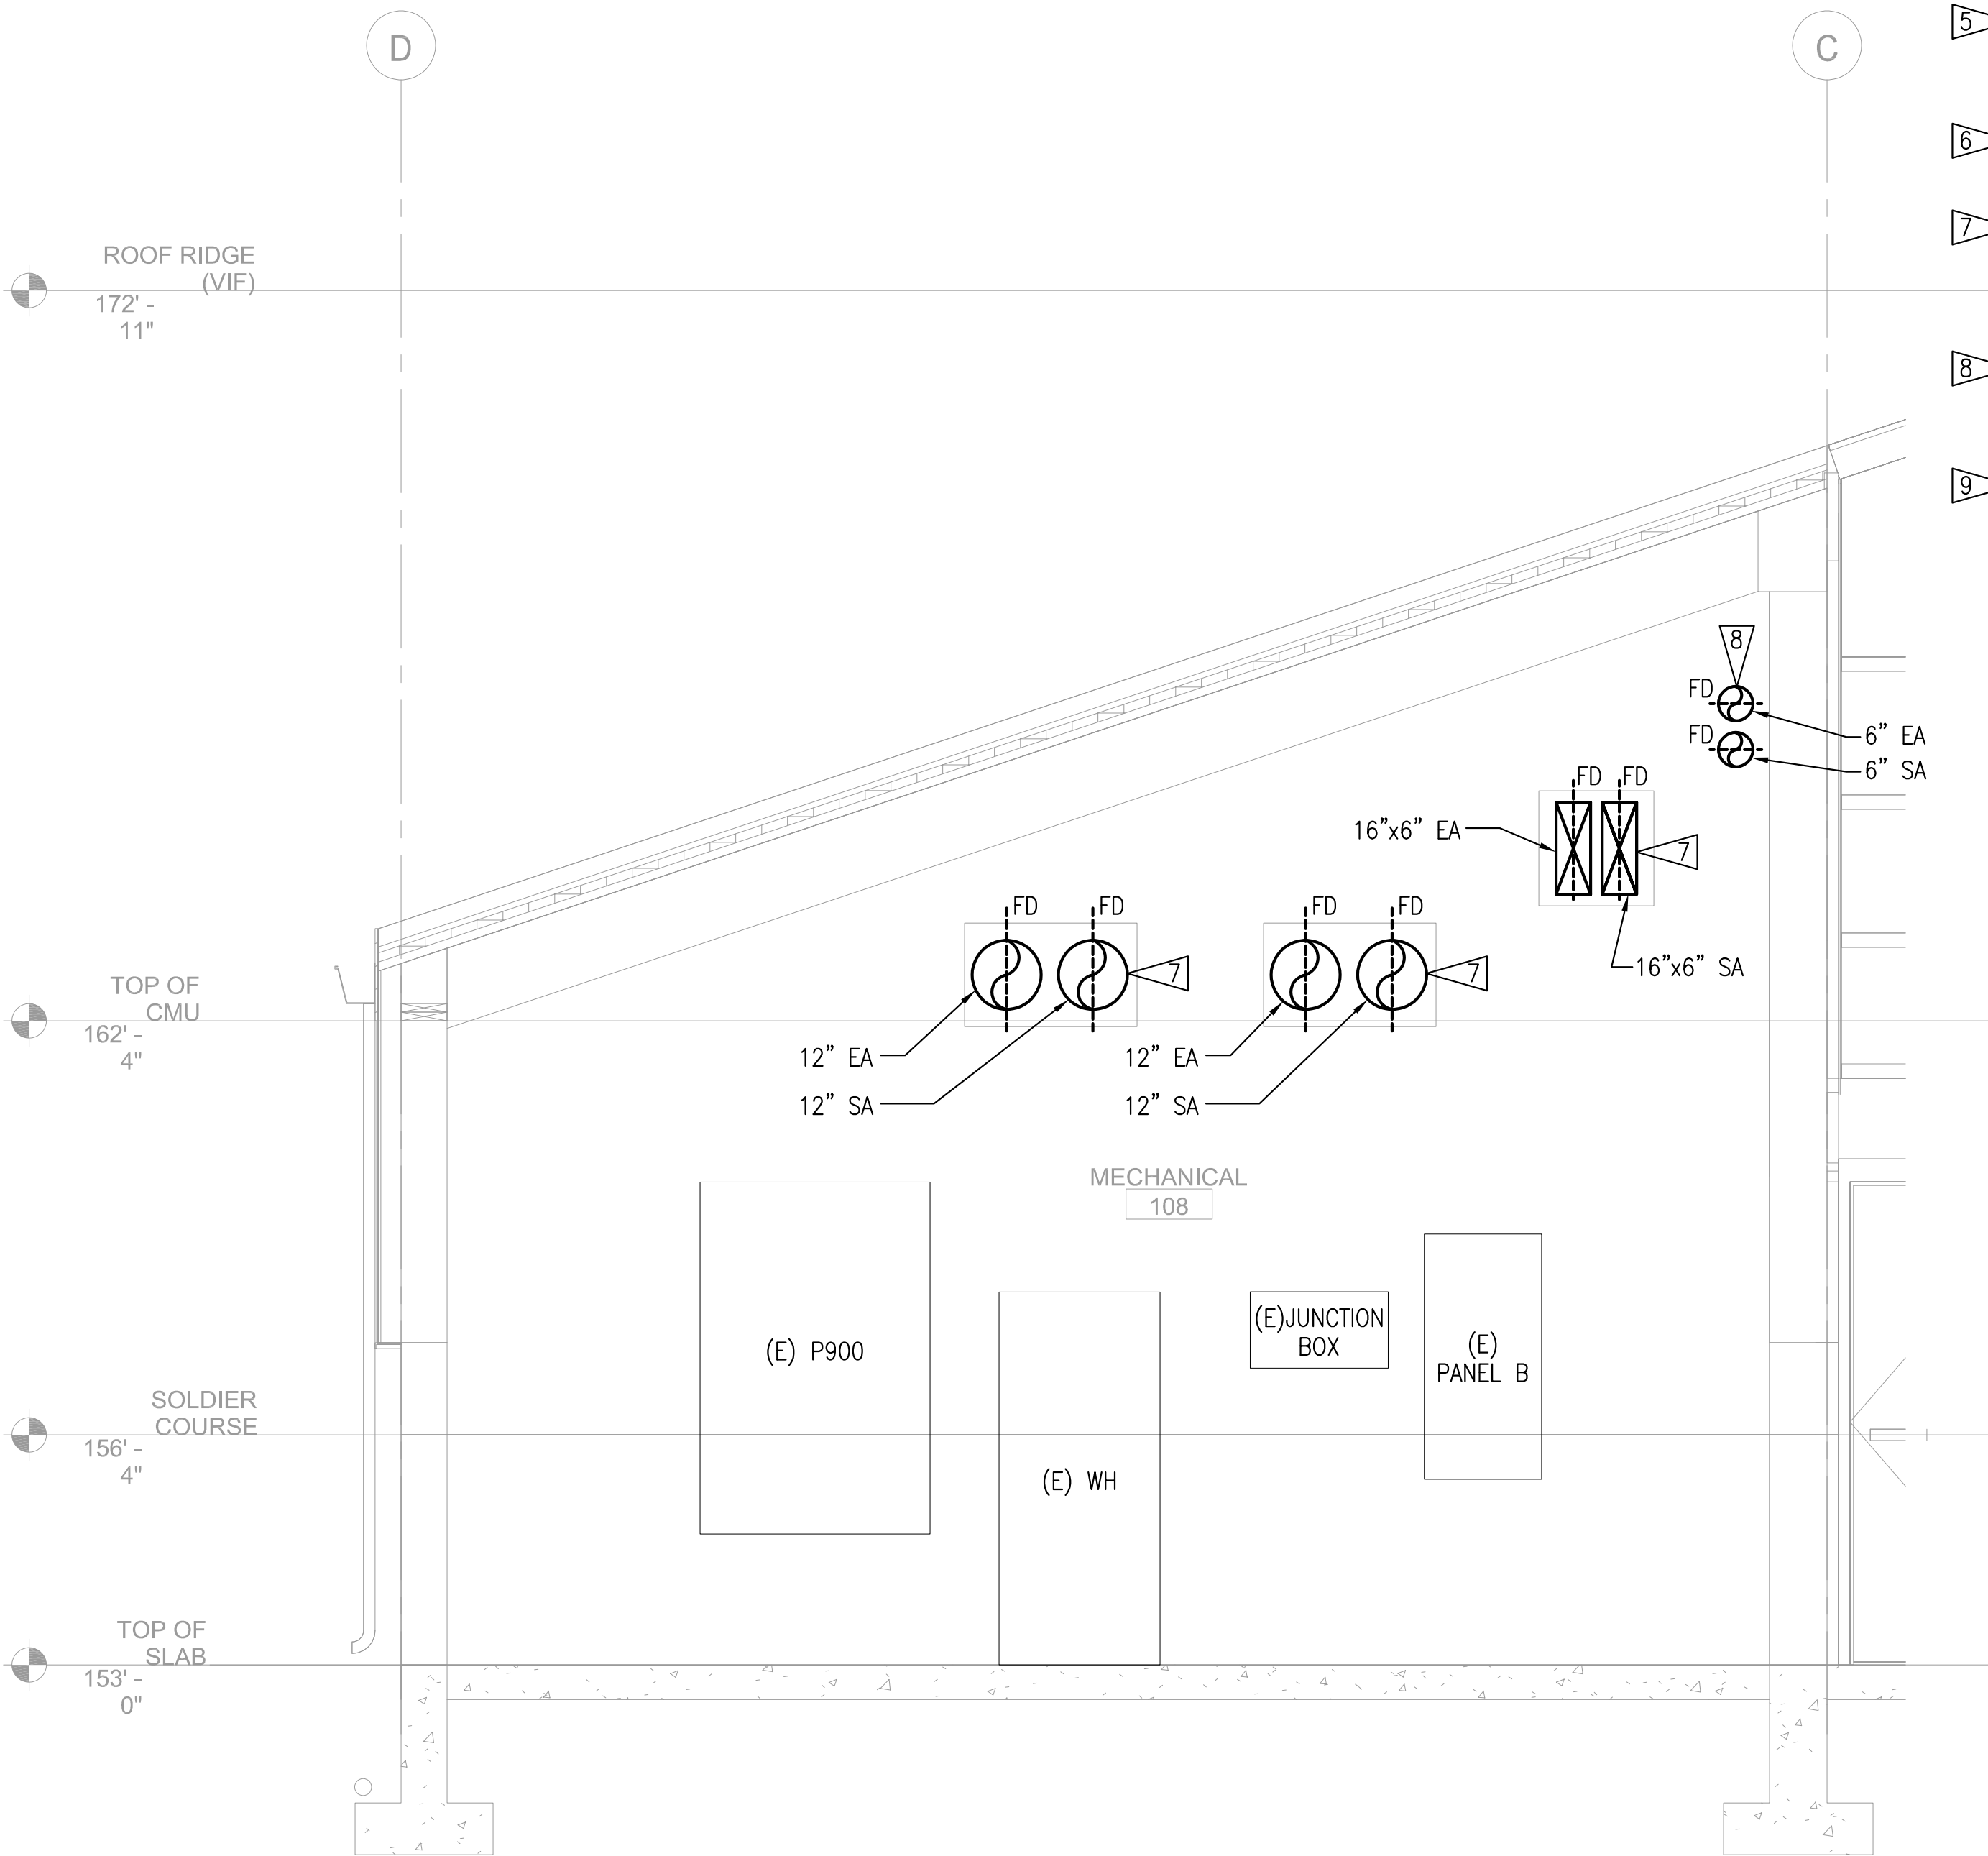 D
C
5
6
7
8
9
ROOF RIDGE
(VIF)
172' -
11"
8
FD
6" EA
FD
6" SA
FD
FD
16"x6" EA
7
16"x6" SA
FD
FD
FD
FD
7
7
12" EA
12" SA
12" EA
12" SA
TOP OF
CMU
162' -
4"
MECHANICAL
108
(E) P900
(E) WH
(E)JUNCTION
BOX
(E)
PANEL B
SOLDIER
COURSE
156' -
4"
TOP OF
SLAB
153' -
0"